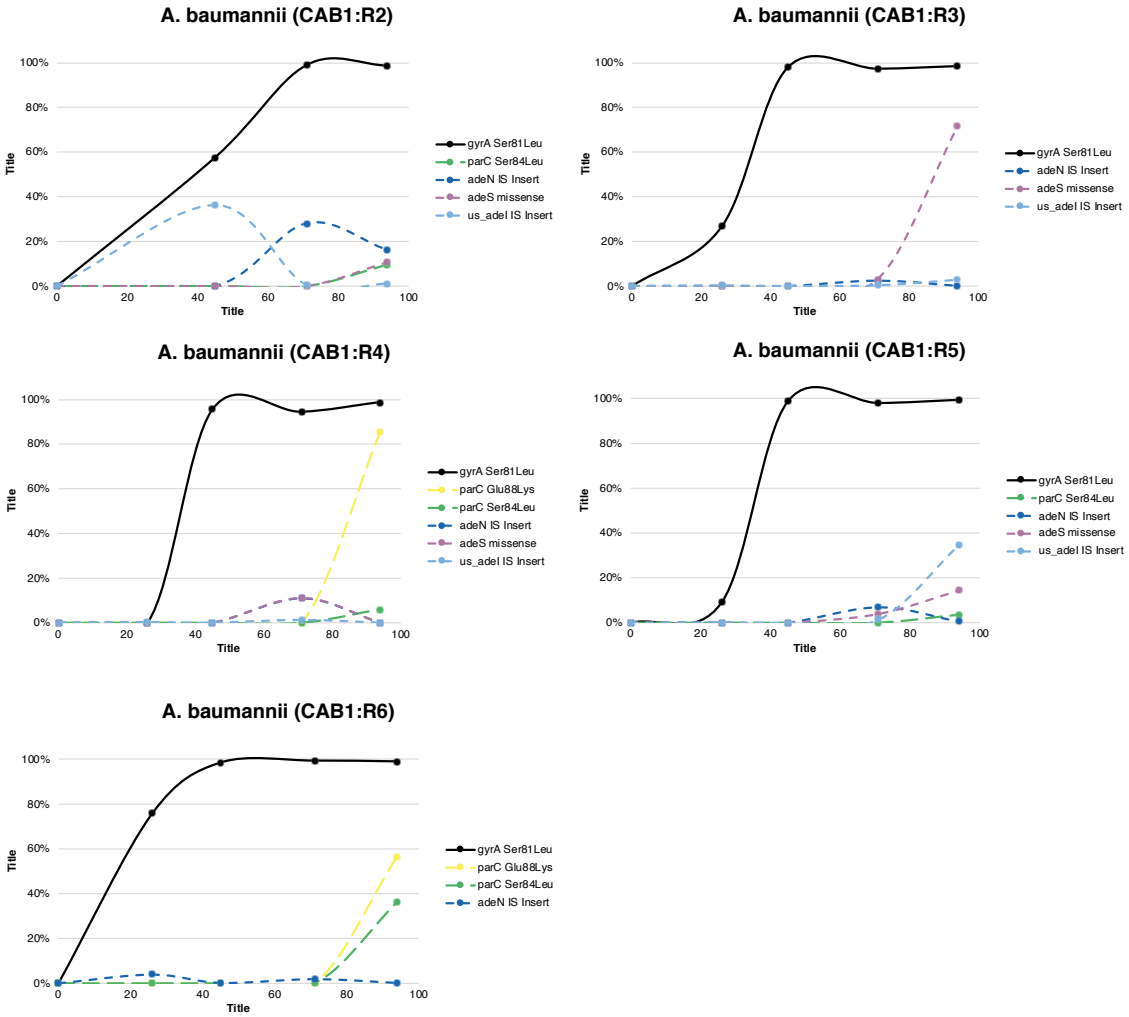 A. baumannii (CAB1:R2)
100%
80%
60%
40%
20%
0%
Title
0 20 40 60 80 100
Title
gyrA Ser81Leu
parC Ser84Leu
adeN IS Insert
adeS missense
us_adeI IS Insert
A. baumannii (CAB1:R3)
100%
80%
60%
40%
20%
0%
Title
0 20 40 60 80 100
Title
gyrA Ser81Leu
adeN IS Insert
adeS missense
us_adeI IS Insert
A. baumannii (CAB1:R4)
100%
80%
60%
40%
20%
0%
Title
0 20 40 60 80 100
Title
gyrA Ser81Leu
parC Glu88Lys
parC Ser84Leu
adeN IS Insert
adeS missense
us_adeI IS Insert
A. baumannii (CAB1:R5)
100%
80%
60%
40%
20%
0%
Title
0 20 40 60 80 100
Title
gyrA Ser81Leu
parC Ser84Leu
adeN IS Insert
adeS missense
us_adeI IS Insert
A. baumannii (CAB1:R6)
100%
80%
60%
40%
20%
0%
Title
0 20 40 60 80 100
Title
gyrA Ser81Leu
parC Glu88Lys
parC Ser84Leu
adeN IS Insert